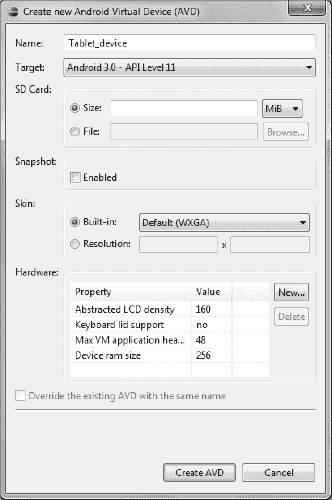 Create new Android Virtual Device (AVD)
Name: Tablet_device
Target: Android 3.0 - API Level 11
SD Card:
Size: MiB
File: Browse...
Snapshot:
Enabled
Skin:
Built-in: Default (WXGA)
Resolution: x
Hardware:
Property Value New...
Abstracted LCD density 160 Delete
Keyboard lid support no
Max VM application hea... 48
Device ram size 256
Override the existing AVD with the same name
Create AVD Cancel